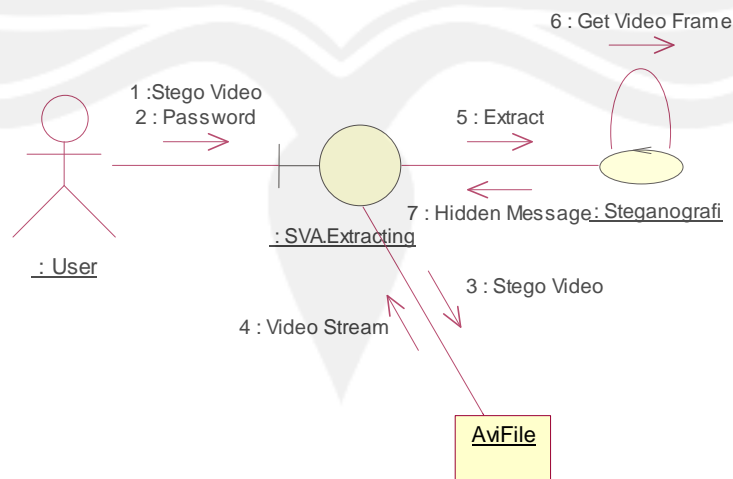 6 : Get Video Frame
1 :Stego Video
2 : Password
5 : Extract
7 : Hidden Message
: Steganografi
: SVA.Extracting
: User
3 : Stego Video
4 : Video Stream
AviFile